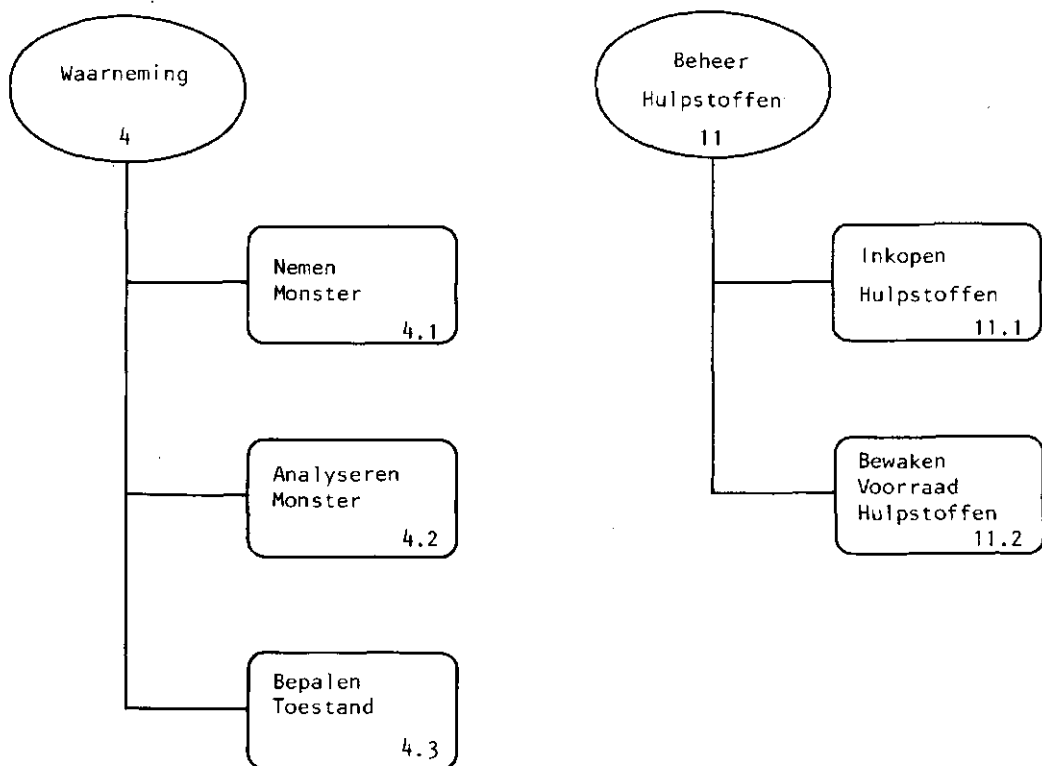 Waarneming
4
Nemen
Monster
4.1
Analyseren
Monster
4.2
Bepalen
Toestand
4.3
Beheer
Hulpstoffen
11
Inkopen
Hulpstoffen
11.1
Bewaken
Voorraad
Hulpstoffen
11.2